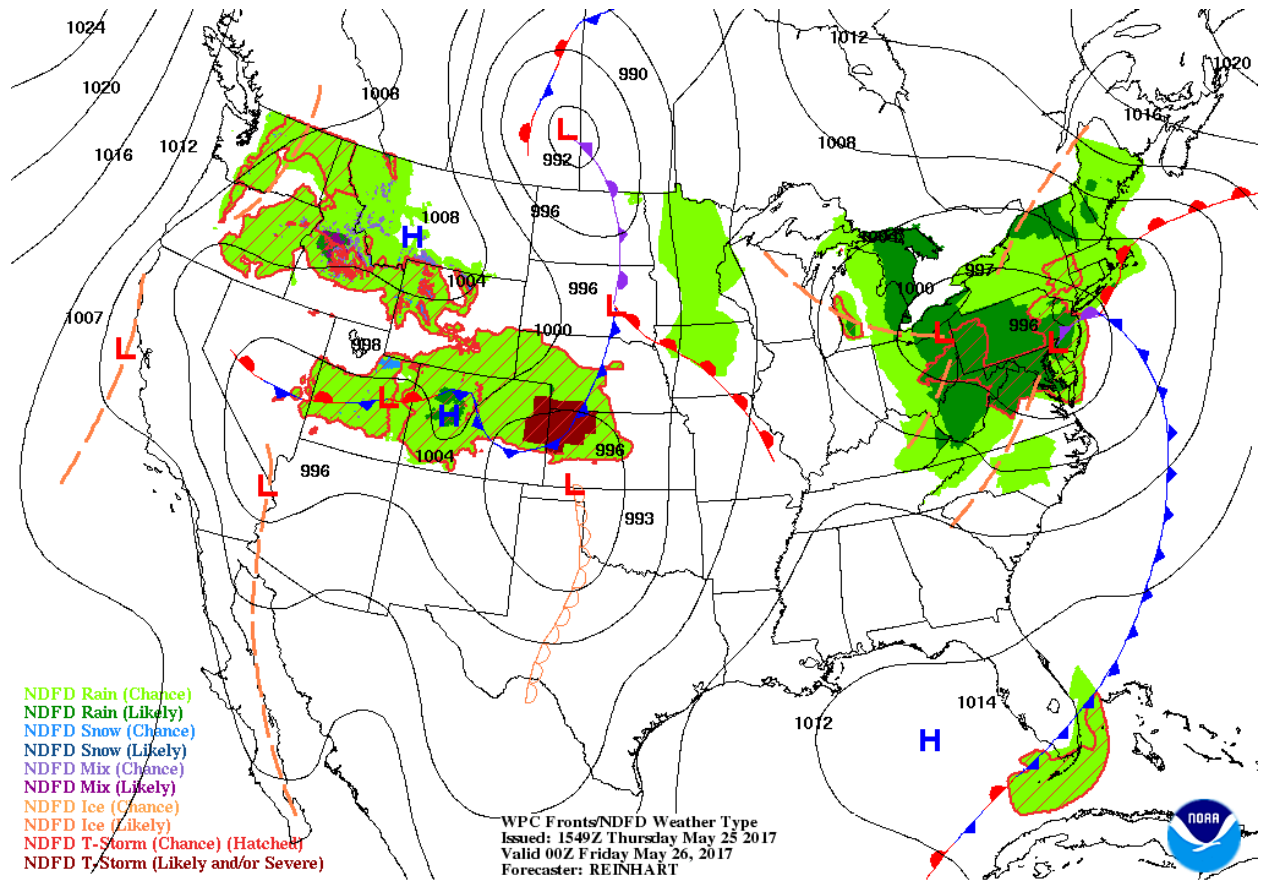 1024
1012
990
1020
1020
1008
1016
1012
1016
1008
992
996
1008
1004
997
1004
996
1000
1007
1000
996
998
996
1004
996
993
1014
1012
H
H
H
L
L
L
L
L
L
L
L
NDFD Rain (Chance)
NDFD Rain (Likely)
NDFD Snow (Chance)
NDFD Snow (Likely)
NDFD Mix (Chance)
NDFD Mix (Likely)
NDFD Ice (Chance)
NDFD Ice (Likely)
NDFD T-Storm (Chance) (Hatched)
NDFD T-Storm (Likely and/or Severe)
WPC Fronts/NDFD Weather Type
Issued: 1549Z Thursday May 25 2017
Valid 00Z Friday May 26, 2017
Forecaster: REINHART
NOAA